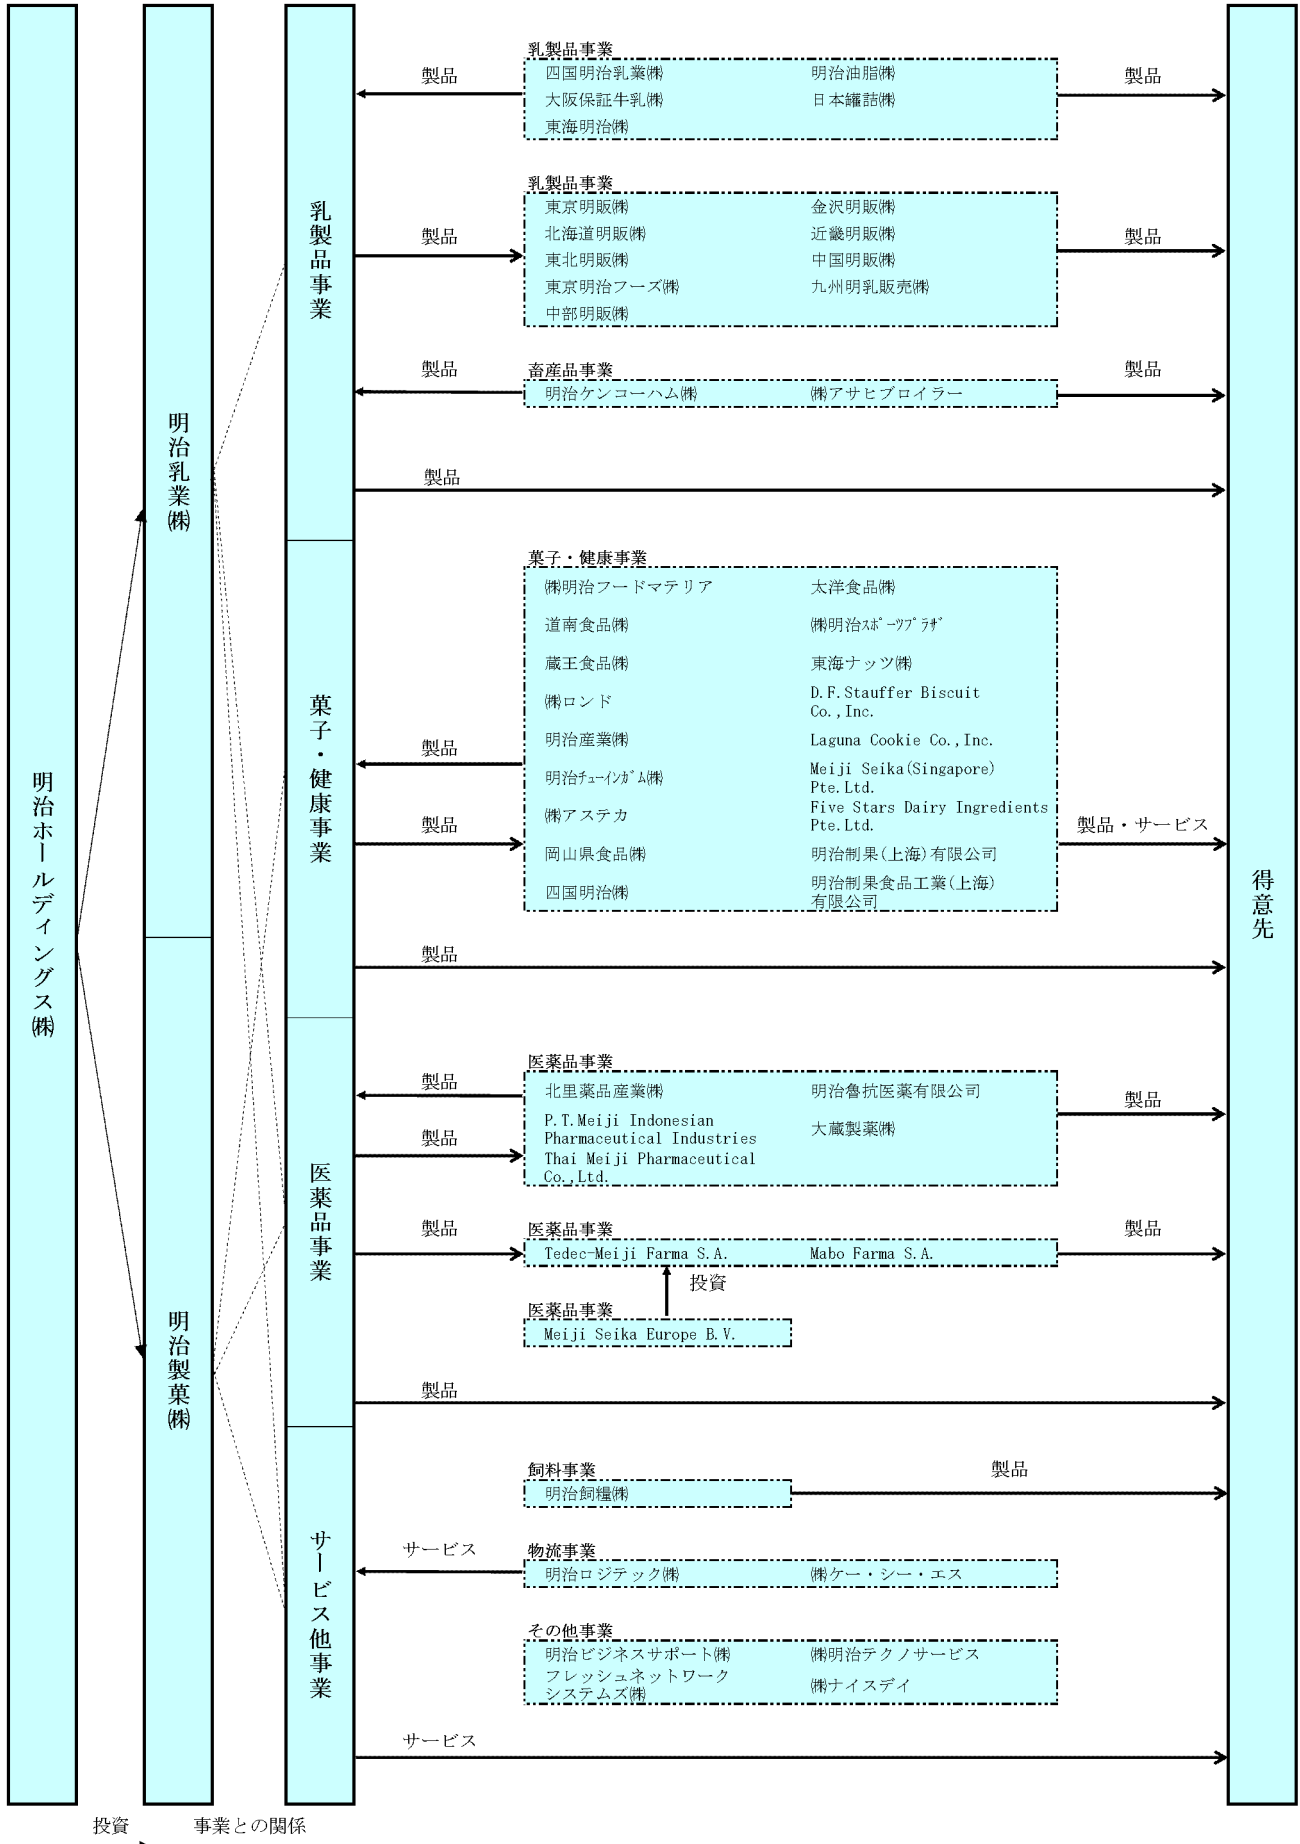 明治ホールディングス㈱
明治乳業㈱
明治製菓㈱
乳製品事業
菓子・健康事業
医薬品事業
サービス他事業
得意先
乳製品事業
製品
四国明治乳業㈱ 明治油脂㈱
大阪保証牛乳㈱ 日本罐詰㈱
東海明治㈱
製品
乳製品事業
製品
東京明販㈱ 金沢明販㈱
北海道明販㈱ 近畿明販㈱
東北明販㈱ 中国明販㈱
東京明治フーズ㈱ 九州明乳販売㈱
中部明販㈱
製品
畜産品事業
製品
明治ケンコーハム㈱ ㈱アサヒブロイラー
製品
製品
菓子・健康事業
㈱明治フードマテリア 太洋食品㈱
道南食品㈱ ㈱明治ｽﾎﾟｰﾂﾌﾟﾗｻﾞ
蔵王食品㈱ 東海ナッツ㈱
㈱ロンド D.F.Stauffer Biscuit
Co.,Inc.
明治産業㈱ Laguna Cookie Co.,Inc.
明治ﾁｭｰｲﾝｶﾞﾑ㈱ Meiji Seika(Singapore)
Pte.Ltd.
㈱アステカ Five Stars Dairy Ingredients
Pte.Ltd.
岡山県食品㈱ 明治制果(上海)有限公司
四国明治㈱ 明治制果食品工業(上海)
有限公司
製品
製品
製品・サービス
製品
医薬品事業
製品
製品
北里薬品産業㈱ 明治魯抗医薬有限公司
P.T.Meiji Indonesian
Pharmaceutical Industries 大蔵製薬㈱
Thai Meiji Pharmaceutical
Co.,Ltd.
製品
医薬品事業
製品
Tedec-Meiji Farma S.A. Mabo Farma S.A.
製品
投資
医薬品事業
Meiji Seika Europe B.V.
製品
飼料事業
明治飼糧㈱
製品
物流事業
サービス
明治ロジテック㈱ ㈱ケー・シー・エス
その他事業
明治ビジネスサポート㈱ ㈱明治テクノサービス
フレッシュネットワーク
システムズ㈱ ㈱ナイスデイ
サービス
投資 事業との関係